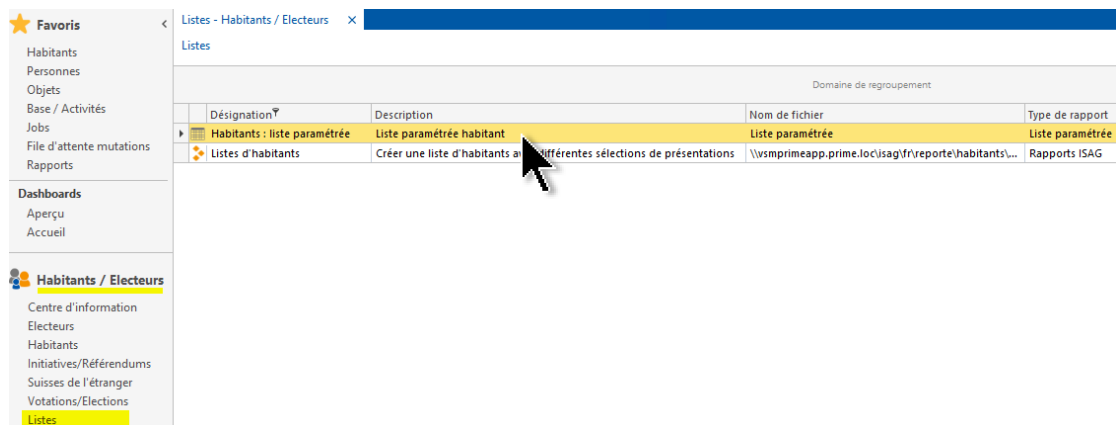 Favoris
Habitants
Personnes
Objets
Base / Activités
Jobs
File d'attente mutations
Rapports
Dashboards
Aperçu
Accueil
Habitants / Electeurs
Centre d'information
Electeurs
Habitants
Initiatives/Référendums
Suisses de l'étranger
Votations/Elections
Listes
Listes - Habitants / Electeurs
Listes
Domaine de regroupement
Désignation Description Nom de fichier Type de rapport
Habitants : liste paramétrée Liste paramétrée habitant Liste paramétrée Liste paramétrée
Listes d'habitants Créer une liste d'habitants différentes sélections de présentations \\vsmprimeapp.prime.loc\isag\fr\reporte\habitants\... Rapports ISAG